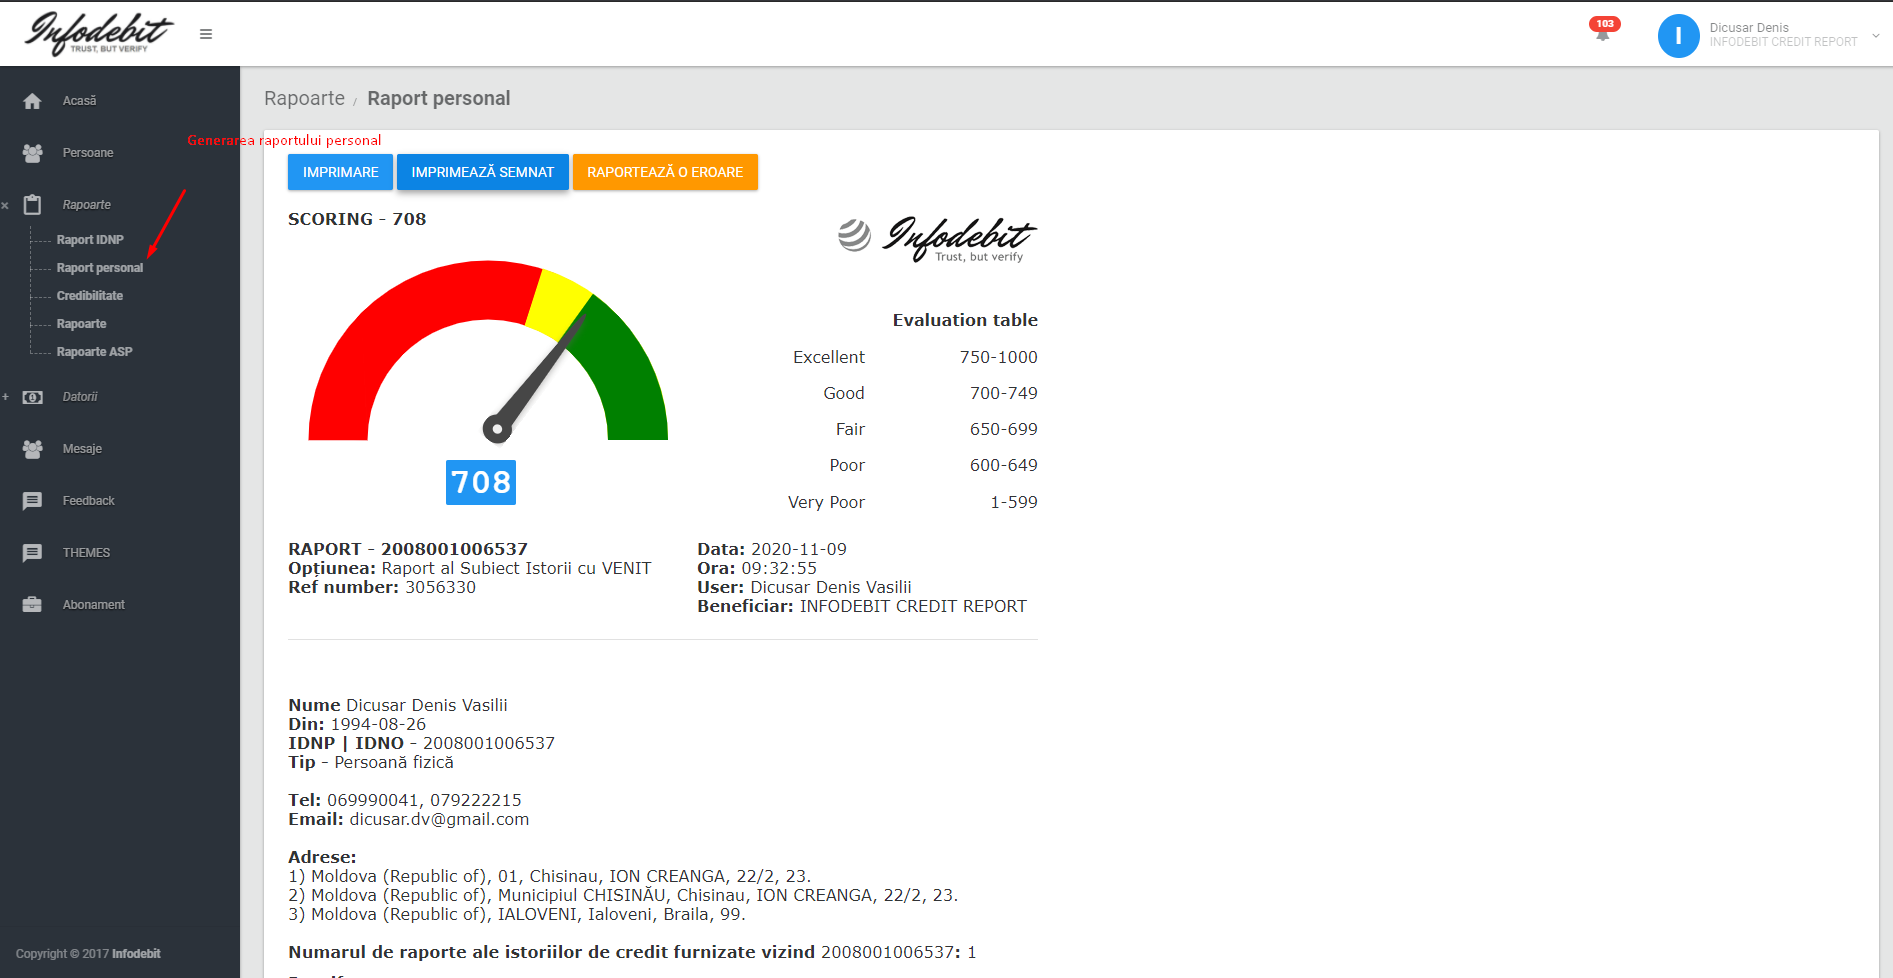 Infodebit
TRUST, BUT VERIFY
103
I
Dicusar Denis
INFODEBIT CREDIT REPORT
Acasă
Persoane
Rapoarte
Raport IDNP
Raport personal
Credibilitate
Rapoarte
Rapoarte ASP
Datorii
Mesaje
Feedback
THEMES
Abonament
Copyright © 2017 Infodebit
Rapoarte / Raport personal
Generarea raportului personal
IMPRIMARE
IMPRIMEAZĂ SEMNAT
RAPORTEAZĂ O EROARE
SCORING - 708
Infodebit
Trust, but verify
708
Evaluation table
Excellent 750-1000
Good 700-749
Fair 650-699
Poor 600-649
Very Poor 1-599
RAPORT - 2008001006537
Opțiunea: Raport al Subiect Istorii cu VENIT
Ref number: 3056330
Data: 2020-11-09
Ora: 09:32:55
User: Dicusar Denis Vasilii
Beneficiar: INFODEBIT CREDIT REPORT
Nume Dicusar Denis Vasilii
Din: 1994-08-26
IDNP | IDNO - 2008001006537
Tip - Persoană fizică
Tel: 069990041, 079222215
Email: dicusar.dv@gmail.com
Adrese:
1) Moldova (Republic of), 01, Chisinau, ION CREANGA, 22/2, 23.
2) Moldova (Republic of), Municipiul CHISINĂU, Chisinau, ION CREANGA, 22/2, 23.
3) Moldova (Republic of), IALOVENI, Ialoveni, Braila, 99.
Numarul de raporte ale istoriilor de credit furnizate vizind 2008001006537: 1